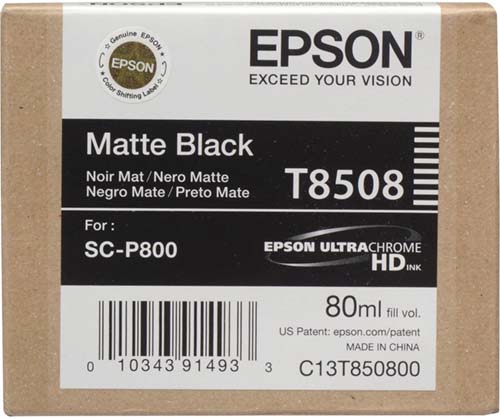 EPSON
Genuine EPSON
EPSON
Color Shifting Label
EPSON®
EXCEED YOUR VISION
Matte Black
Noir Mat/Nero Matte
Negro Mate/Preto Mate
T8508
For :
SC-P800
EPSON ULTRACHROME
HD INK
80ml fill vol.
US Patent: epson.com/patent
MADE IN CHINA
0 10343 91493 3
C13T850800